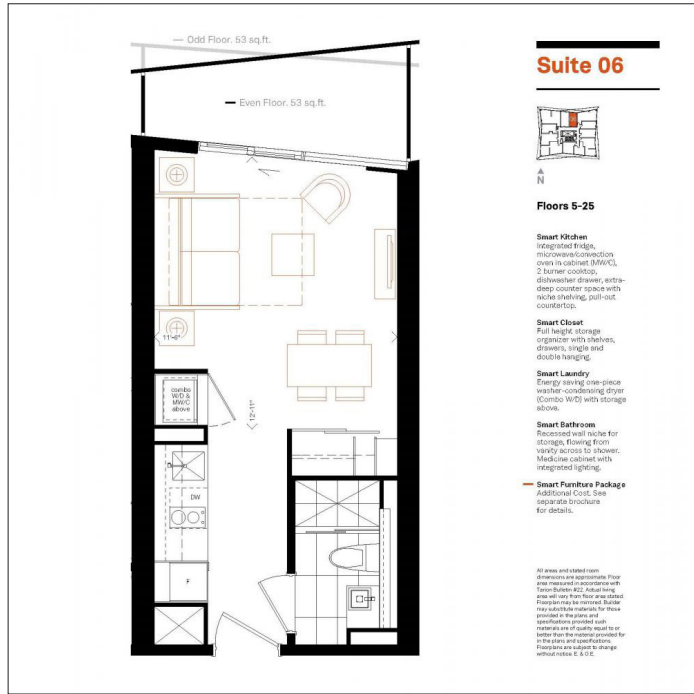 Odd Floor. 53 sq.ft.
Even Floor. 53 sq.ft.
11'-6"
12'-11"
combo
W/D &
MW/C
above
DW
F
Suite 06
N
Floors 5-25
Smart Kitchen
Integrated fridge,
microwave/convection
oven in cabinet (MW/C),
2 burner cooktop,
dishwasher drawer, extra-
deep counter space with
niche shelving, pull-out
countertop.
Smart Closet
Full height storage
organizer with shelves,
drawers, single and
double hanging.
Smart Laundry
Energy saving one-piece
washer-condensing dryer
(Combo W/D) with storage
above.
Smart Bathroom
Recessed wall niche for
storage, flowing from
vanity across to shower.
Medicine cabinet with
integrated lighting.
Smart Furniture Package
Additional Cost. See
separate brochure
for details.
All areas and stated room
dimensions are approximate. Floor
area measured in accordance with
Tarion Bulletin #22. Actual living
area will vary from floor area stated.
Floorplan may be mirrored. Builder
may substitute materials for those
provided in the plans and
specifications provided such
materials are of quality equal to or
better than the material provided for
in the plans and specifications.
Floorplans are subject to change
without notice. E. & O.E.